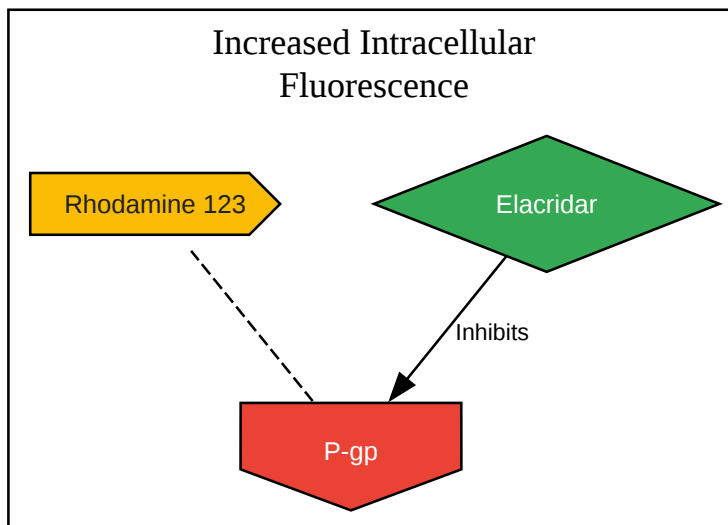 Increased Intracellular
Fluorescence
Rhodamine 123
Elacridar
Inhibits
P-gp